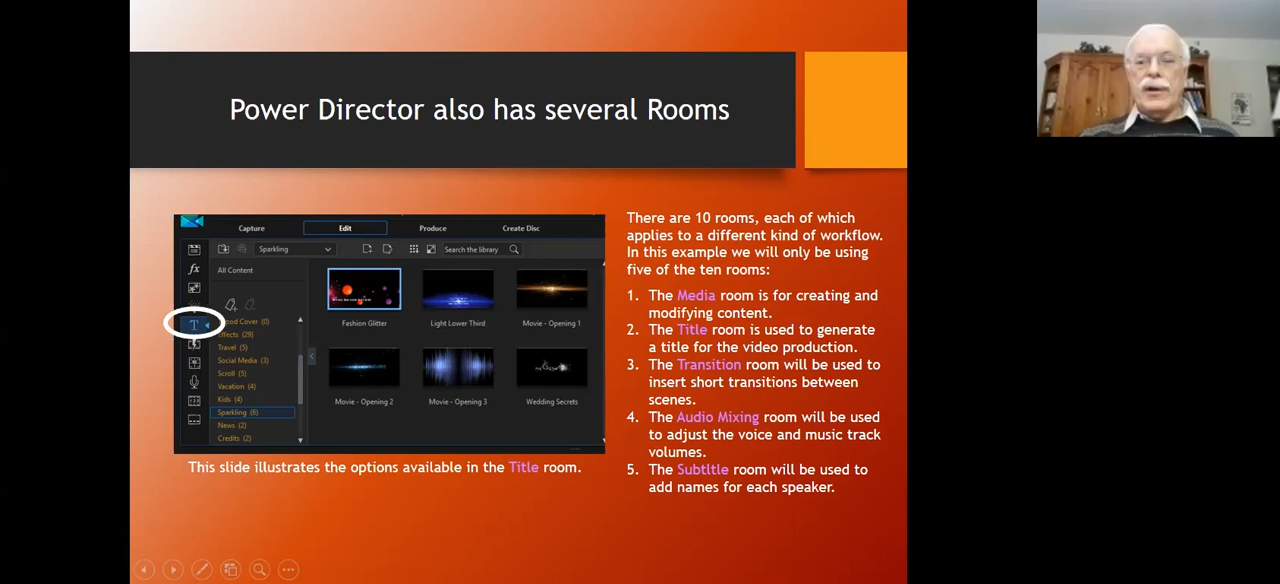 Power Director also has several Rooms
Capture
Edit
Produce
Create Disc
Sparkling
Search the library
fx
All Content
T
Effects (29)
Travel (5)
Social Media (3)
Scroll (5)
Vacation (4)
Kids (4)
Sparkling (6)
News (2)
Credits (2)
Fashion Glitter
Light Lower Third
Movie - Opening 1
Movie - Opening 2
Movie - Opening 3
Wedding Secrets
This slide illustrates the options available in the Title room.
There are 10 rooms, each of which
applies to a different kind of workflow.
In this example we will only be using
five of the ten rooms:
1. The Media room is for creating and
modifying content.
2. The Title room is used to generate
a title for the video production.
3. The Transition room will be used to
insert short transitions between
scenes.
4. The Audio Mixing room will be used
to adjust the voice and music track
volumes.
5. The Subtitle room will be used to
add names for each speaker.